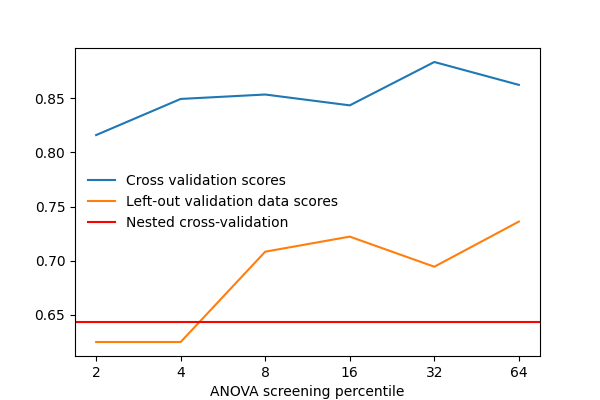 0.85
0.80
0.75
0.70
0.65
Cross validation scores
Left-out validation data scores
Nested cross-validation
2 4 8 16 32 64
ANOVA screening percentile